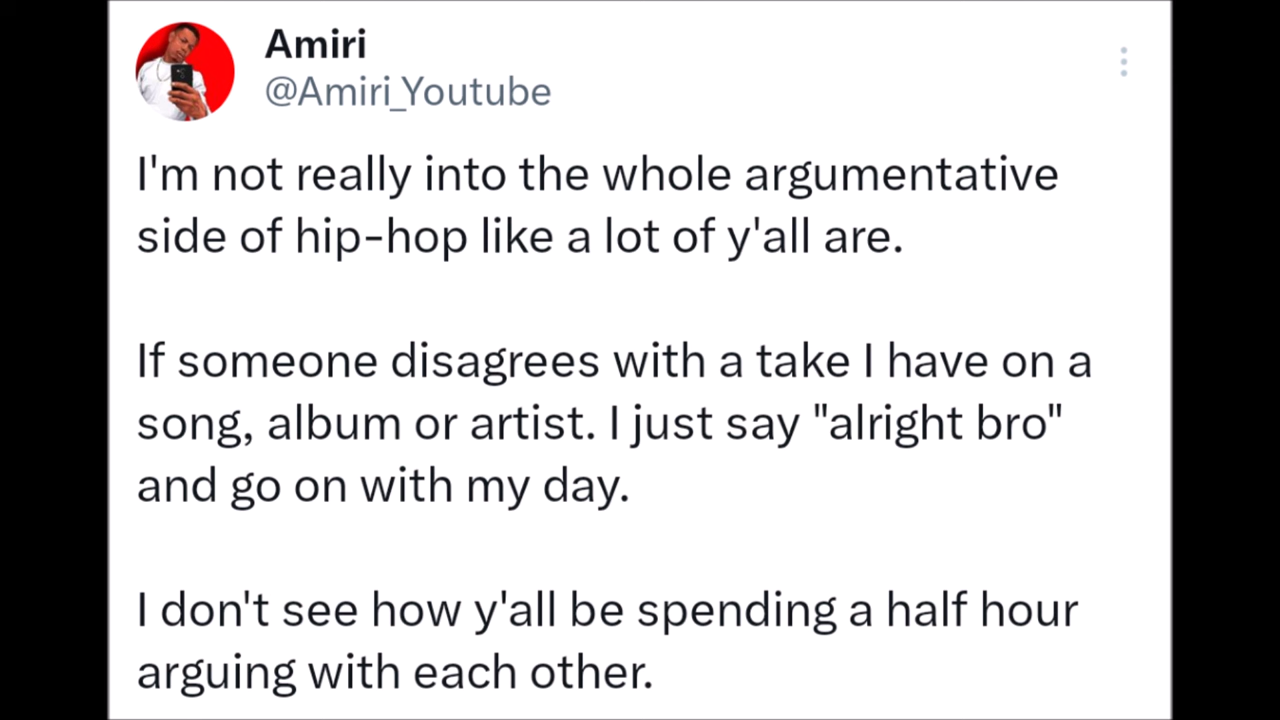 Amiri
@Amiri_Youtube
I'm not really into the whole argumentative
side of hip-hop like a lot of y'all are.
If someone disagrees with a take I have on a
song, album or artist. I just say "alright bro"
and go on with my day.
I don't see how y'all be spending a half hour
arguing with each other.